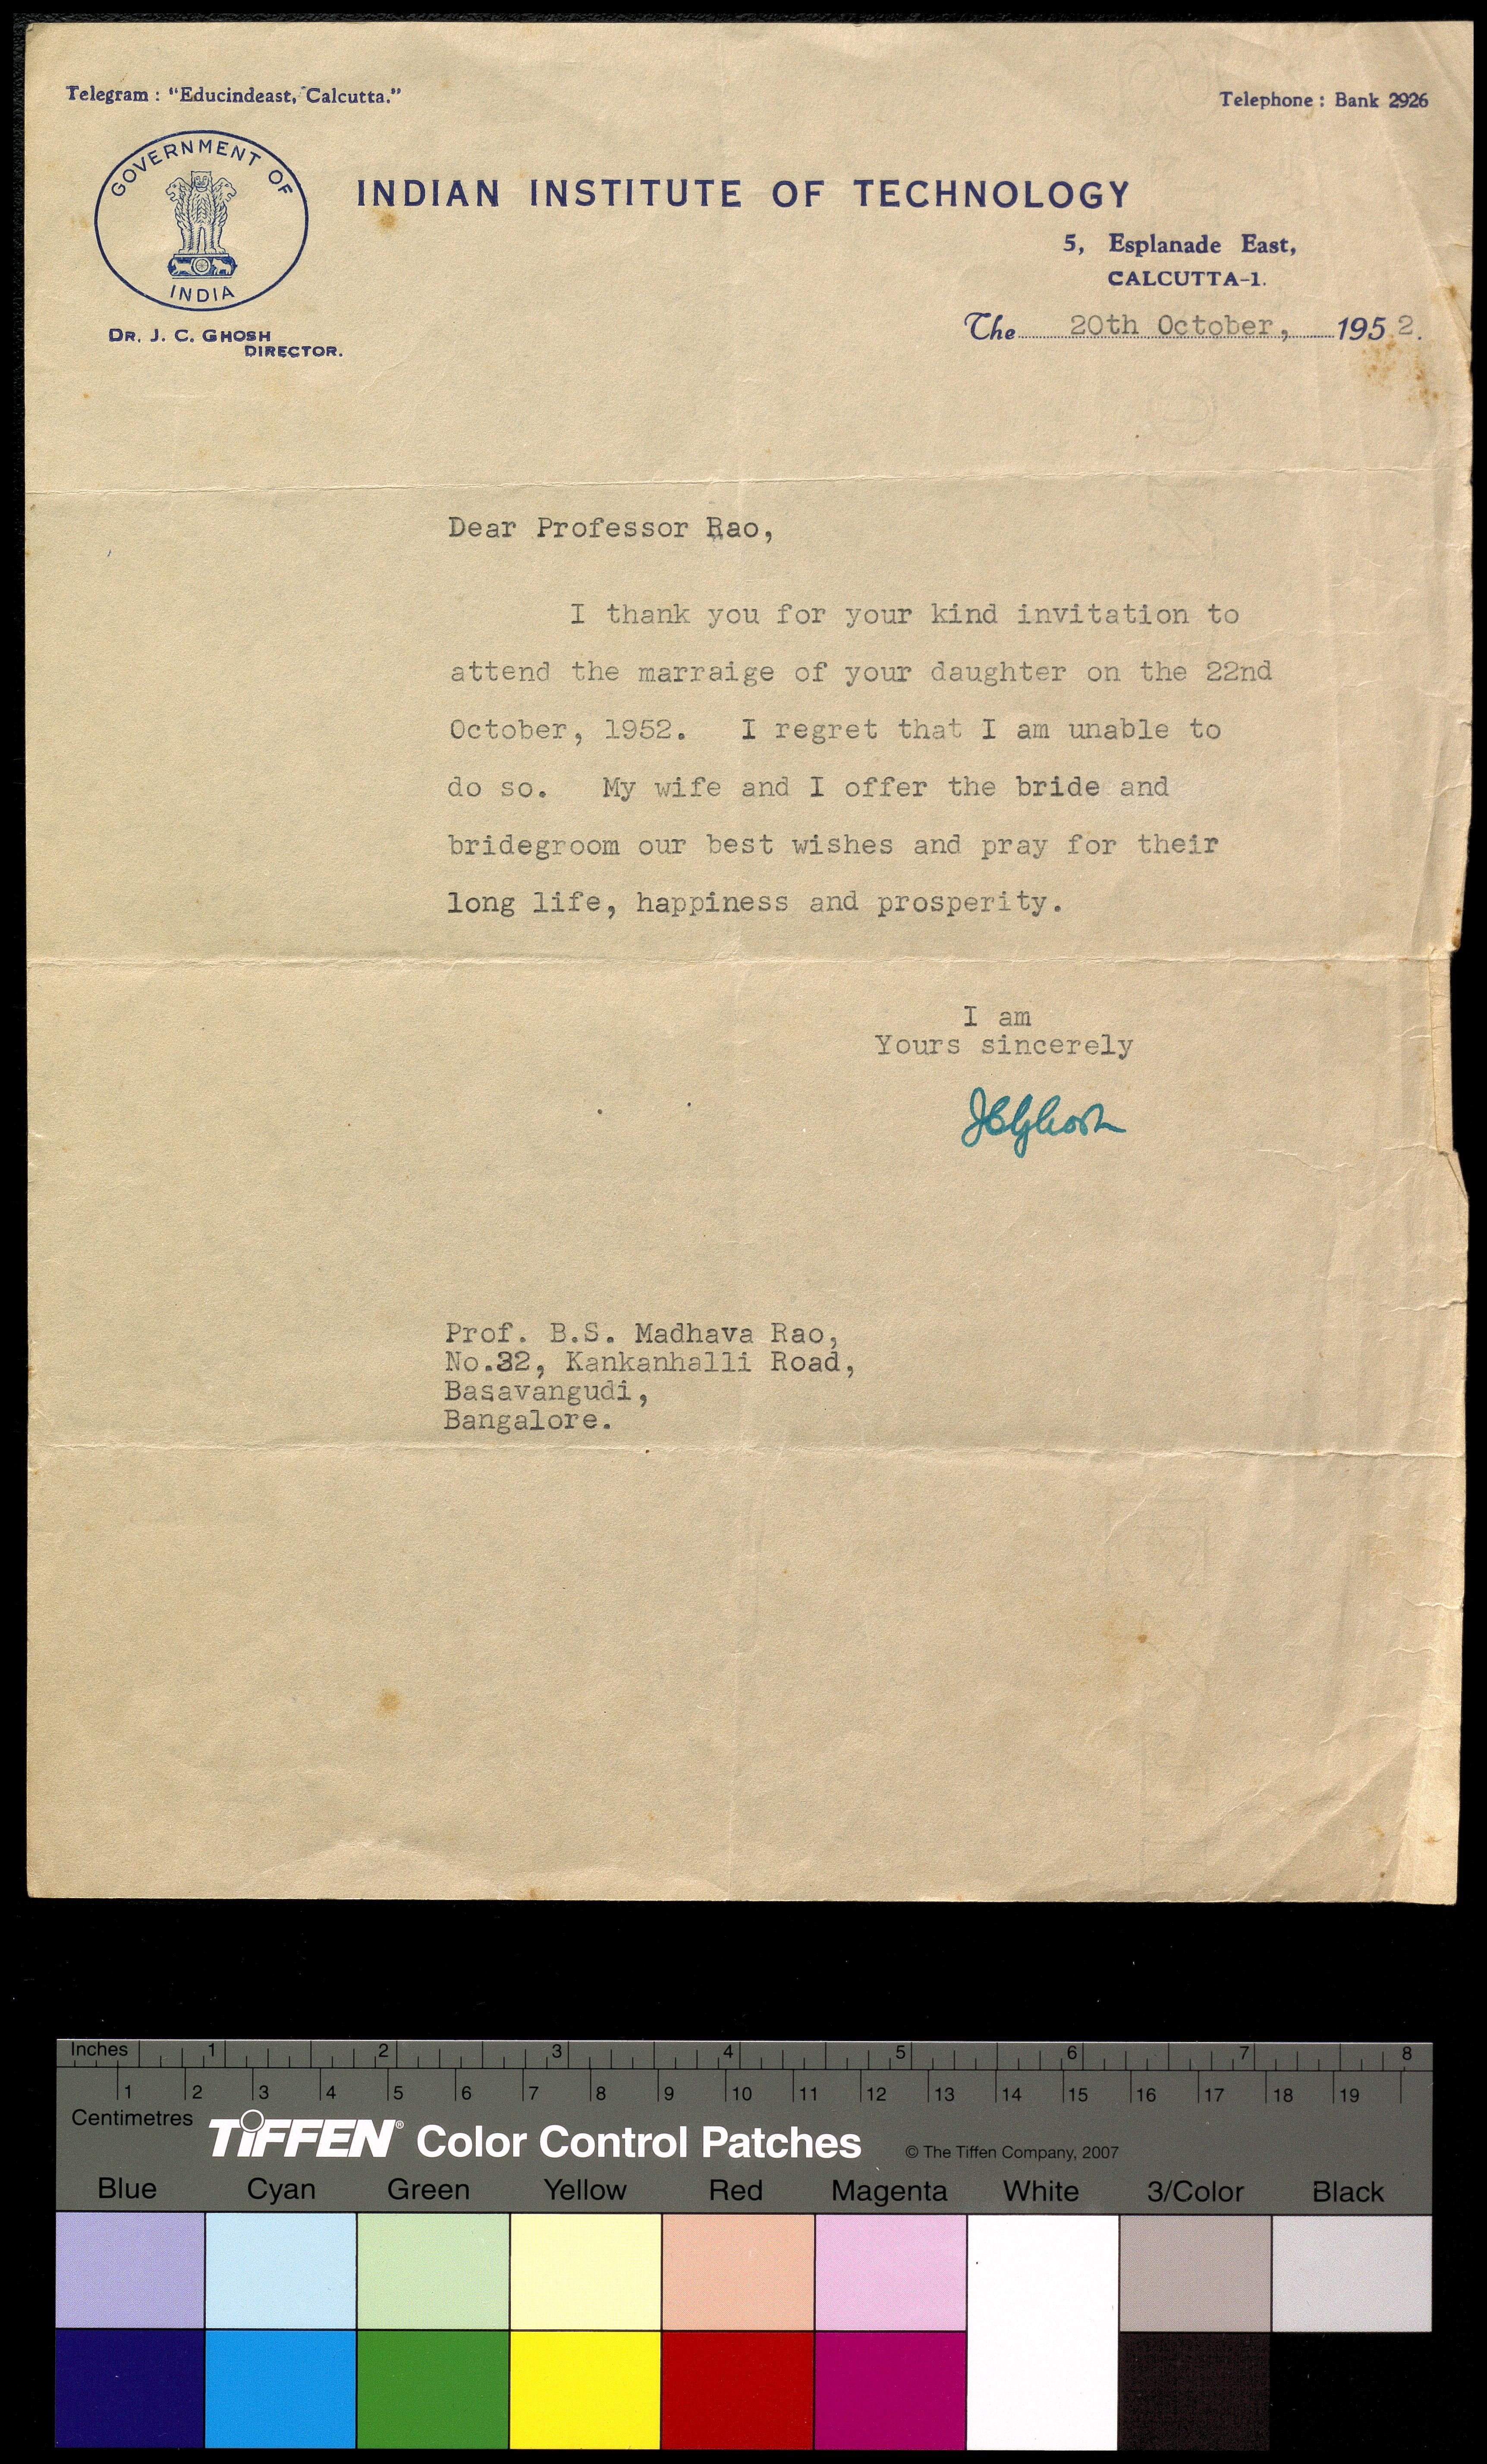 Telegram : "Educindeast, Calcutta."
Telephone : Bank 2926
GOVERNMENT OF
INDIA
INDIAN INSTITUTE OF TECHNOLOGY
5, Esplanade East,
CALCUTTA-1.
DR. J. C. GHOSH
DIRECTOR.
The 20th October, 1952.
Dear Professor Rao,
I thank you for your kind invitation to
attend the marraige of your daughter on the 22nd
October, 1952. I regret that I am unable to
do so. My wife and I offer the bride and
bridegroom our best wishes and pray for their
long life, happiness and prosperity.
I am
Yours sincerely
JCGhosh
Prof. B.S. Madhava Rao,
No.32, Kankanhalli Road,
Basavangudi,
Bangalore.
Inches 1 2 3 4 5 6 7 8
1 2 3 4 5 6 7 8 9 10 11 12 13 14 15 16 17 18 19
Centimetres
TIFFEN® Color Control Patches © The Tiffen Company, 2007
Blue Cyan Green Yellow Red Magenta White 3/Color Black